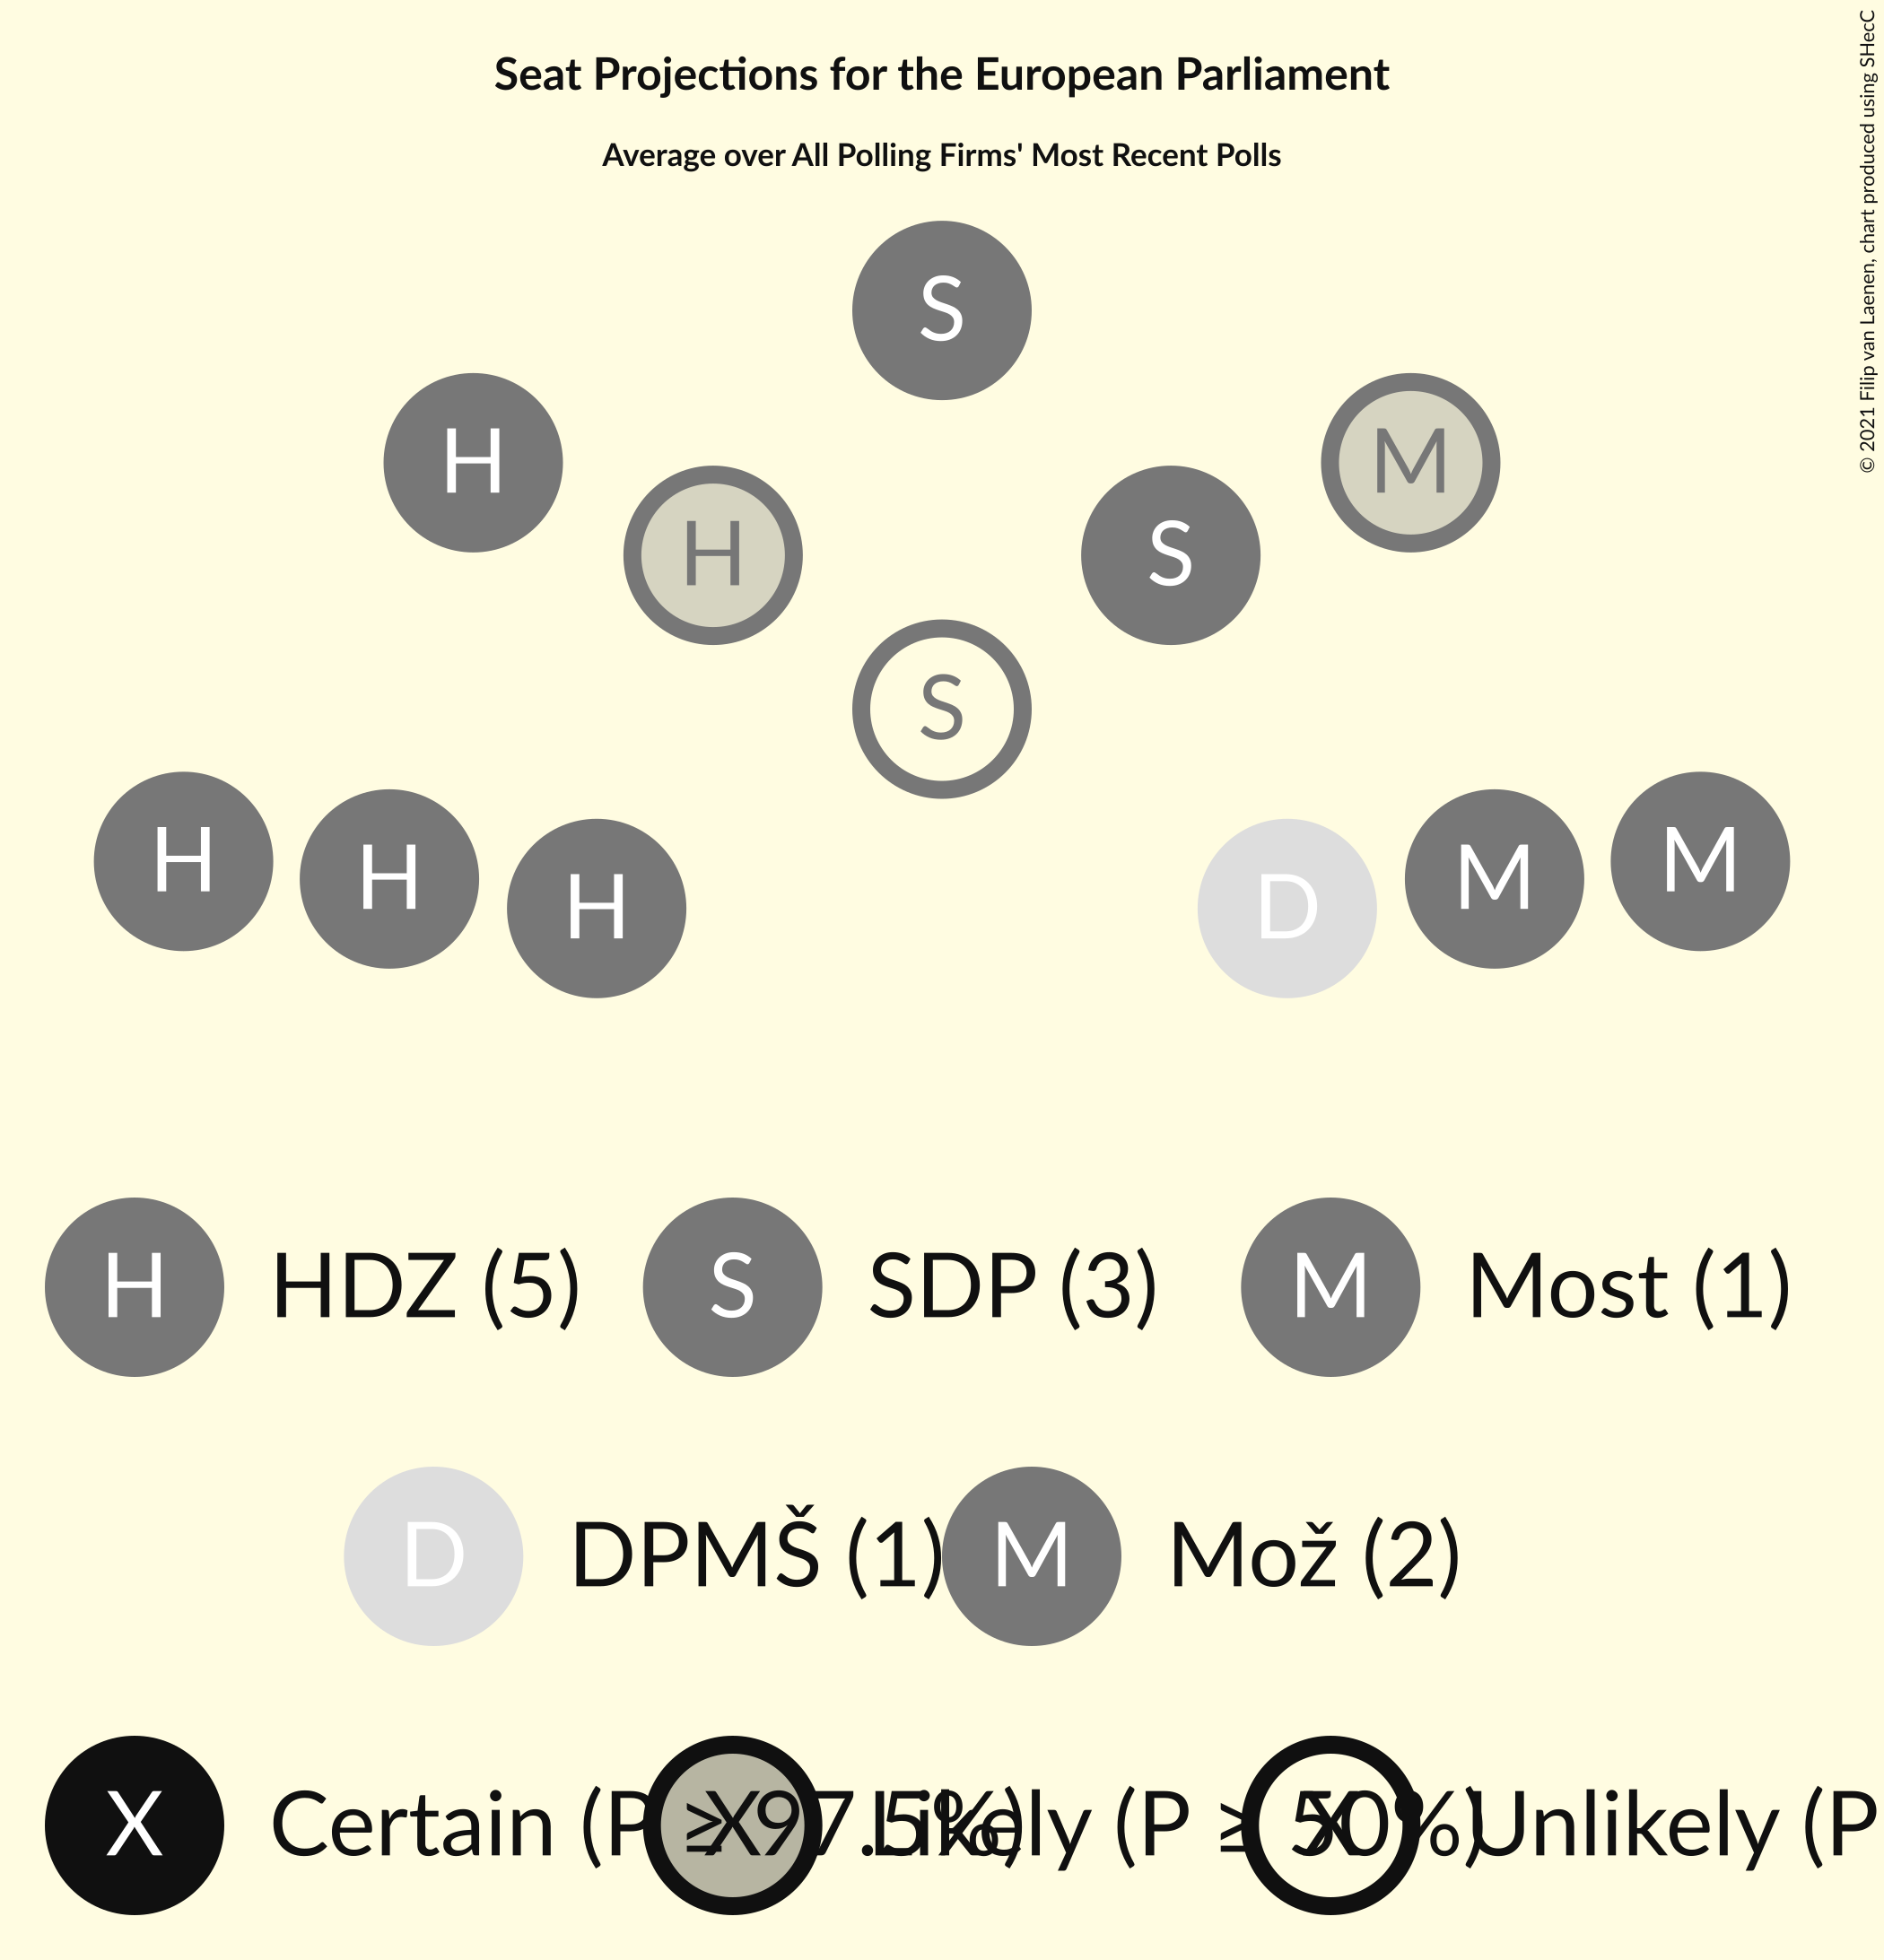 Seat Projections for the European Parliament
Average over All Polling Firms' Most Recent Polls
© 2021 Filip van Laenen, chart produced using SHecC
S
H
M
H
S
S
H
H
H
D
M
M
H HDZ (5) S SDP (3) M Most (1)
D DPMŠ (1) M Mož (2)
X Certain (P ≥ 97.5%) X Likely (P ≥ 50%) X Unlikely (P